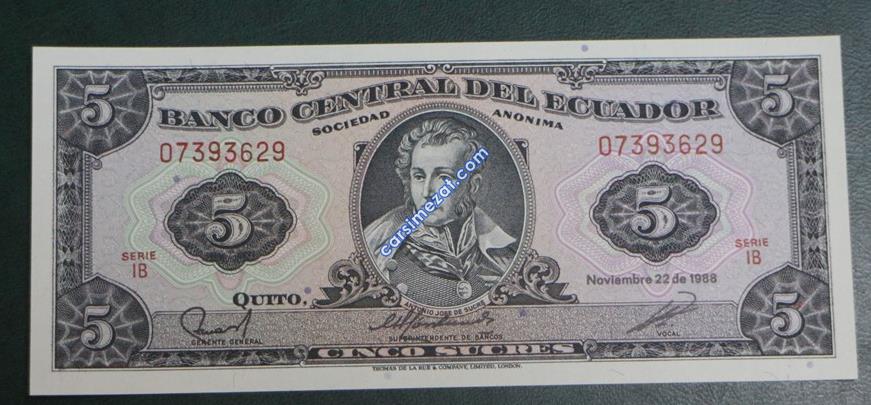 5 5
BANCO CENTRAL DEL ECUADOR
SOCIEDAD ANONIMA
07393629 07393629
carsimezat.com
5 5
SERIE IB SERIE IB
Noviembre 22 de 1988
QUITO,
ANTONIO JOSE DE SUCRE
5 5
GERENTE GENERAL SUPERINTENDENTE DE BANCOS VOCAL
CINCO SUCRES
THOMAS DE LA RUE & COMPANY, LIMITED, LONDON.